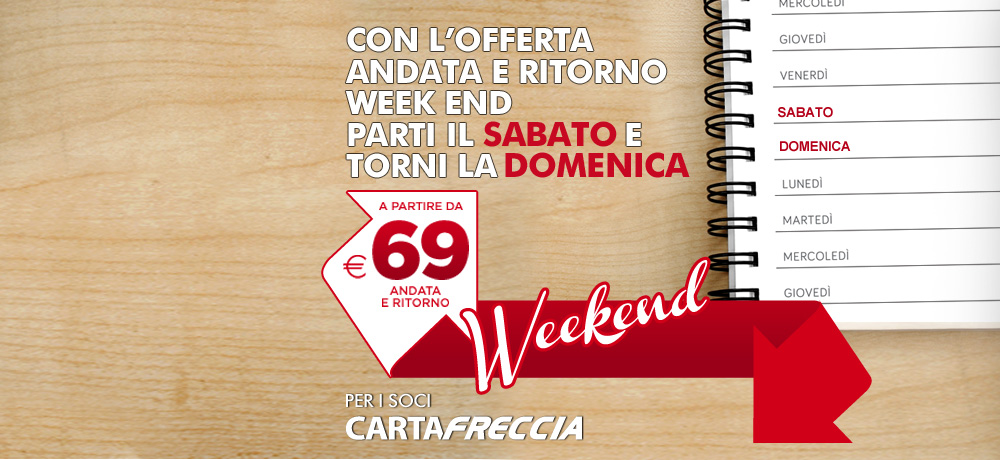 CON L'OFFERTA
ANDATA E RITORNO
WEEK END
PARTI IL SABATO E
TORNI LA DOMENICA
A PARTIRE DA
€ 69
ANDATA
E RITORNO
Weekend
PER I SOCI
CARTAFRECCIA
MERCOLEDÌ
GIOVEDÌ
VENERDÌ
SABATO
DOMENICA
LUNEDÌ
MARTEDÌ
MERCOLEDÌ
GIOVEDÌ